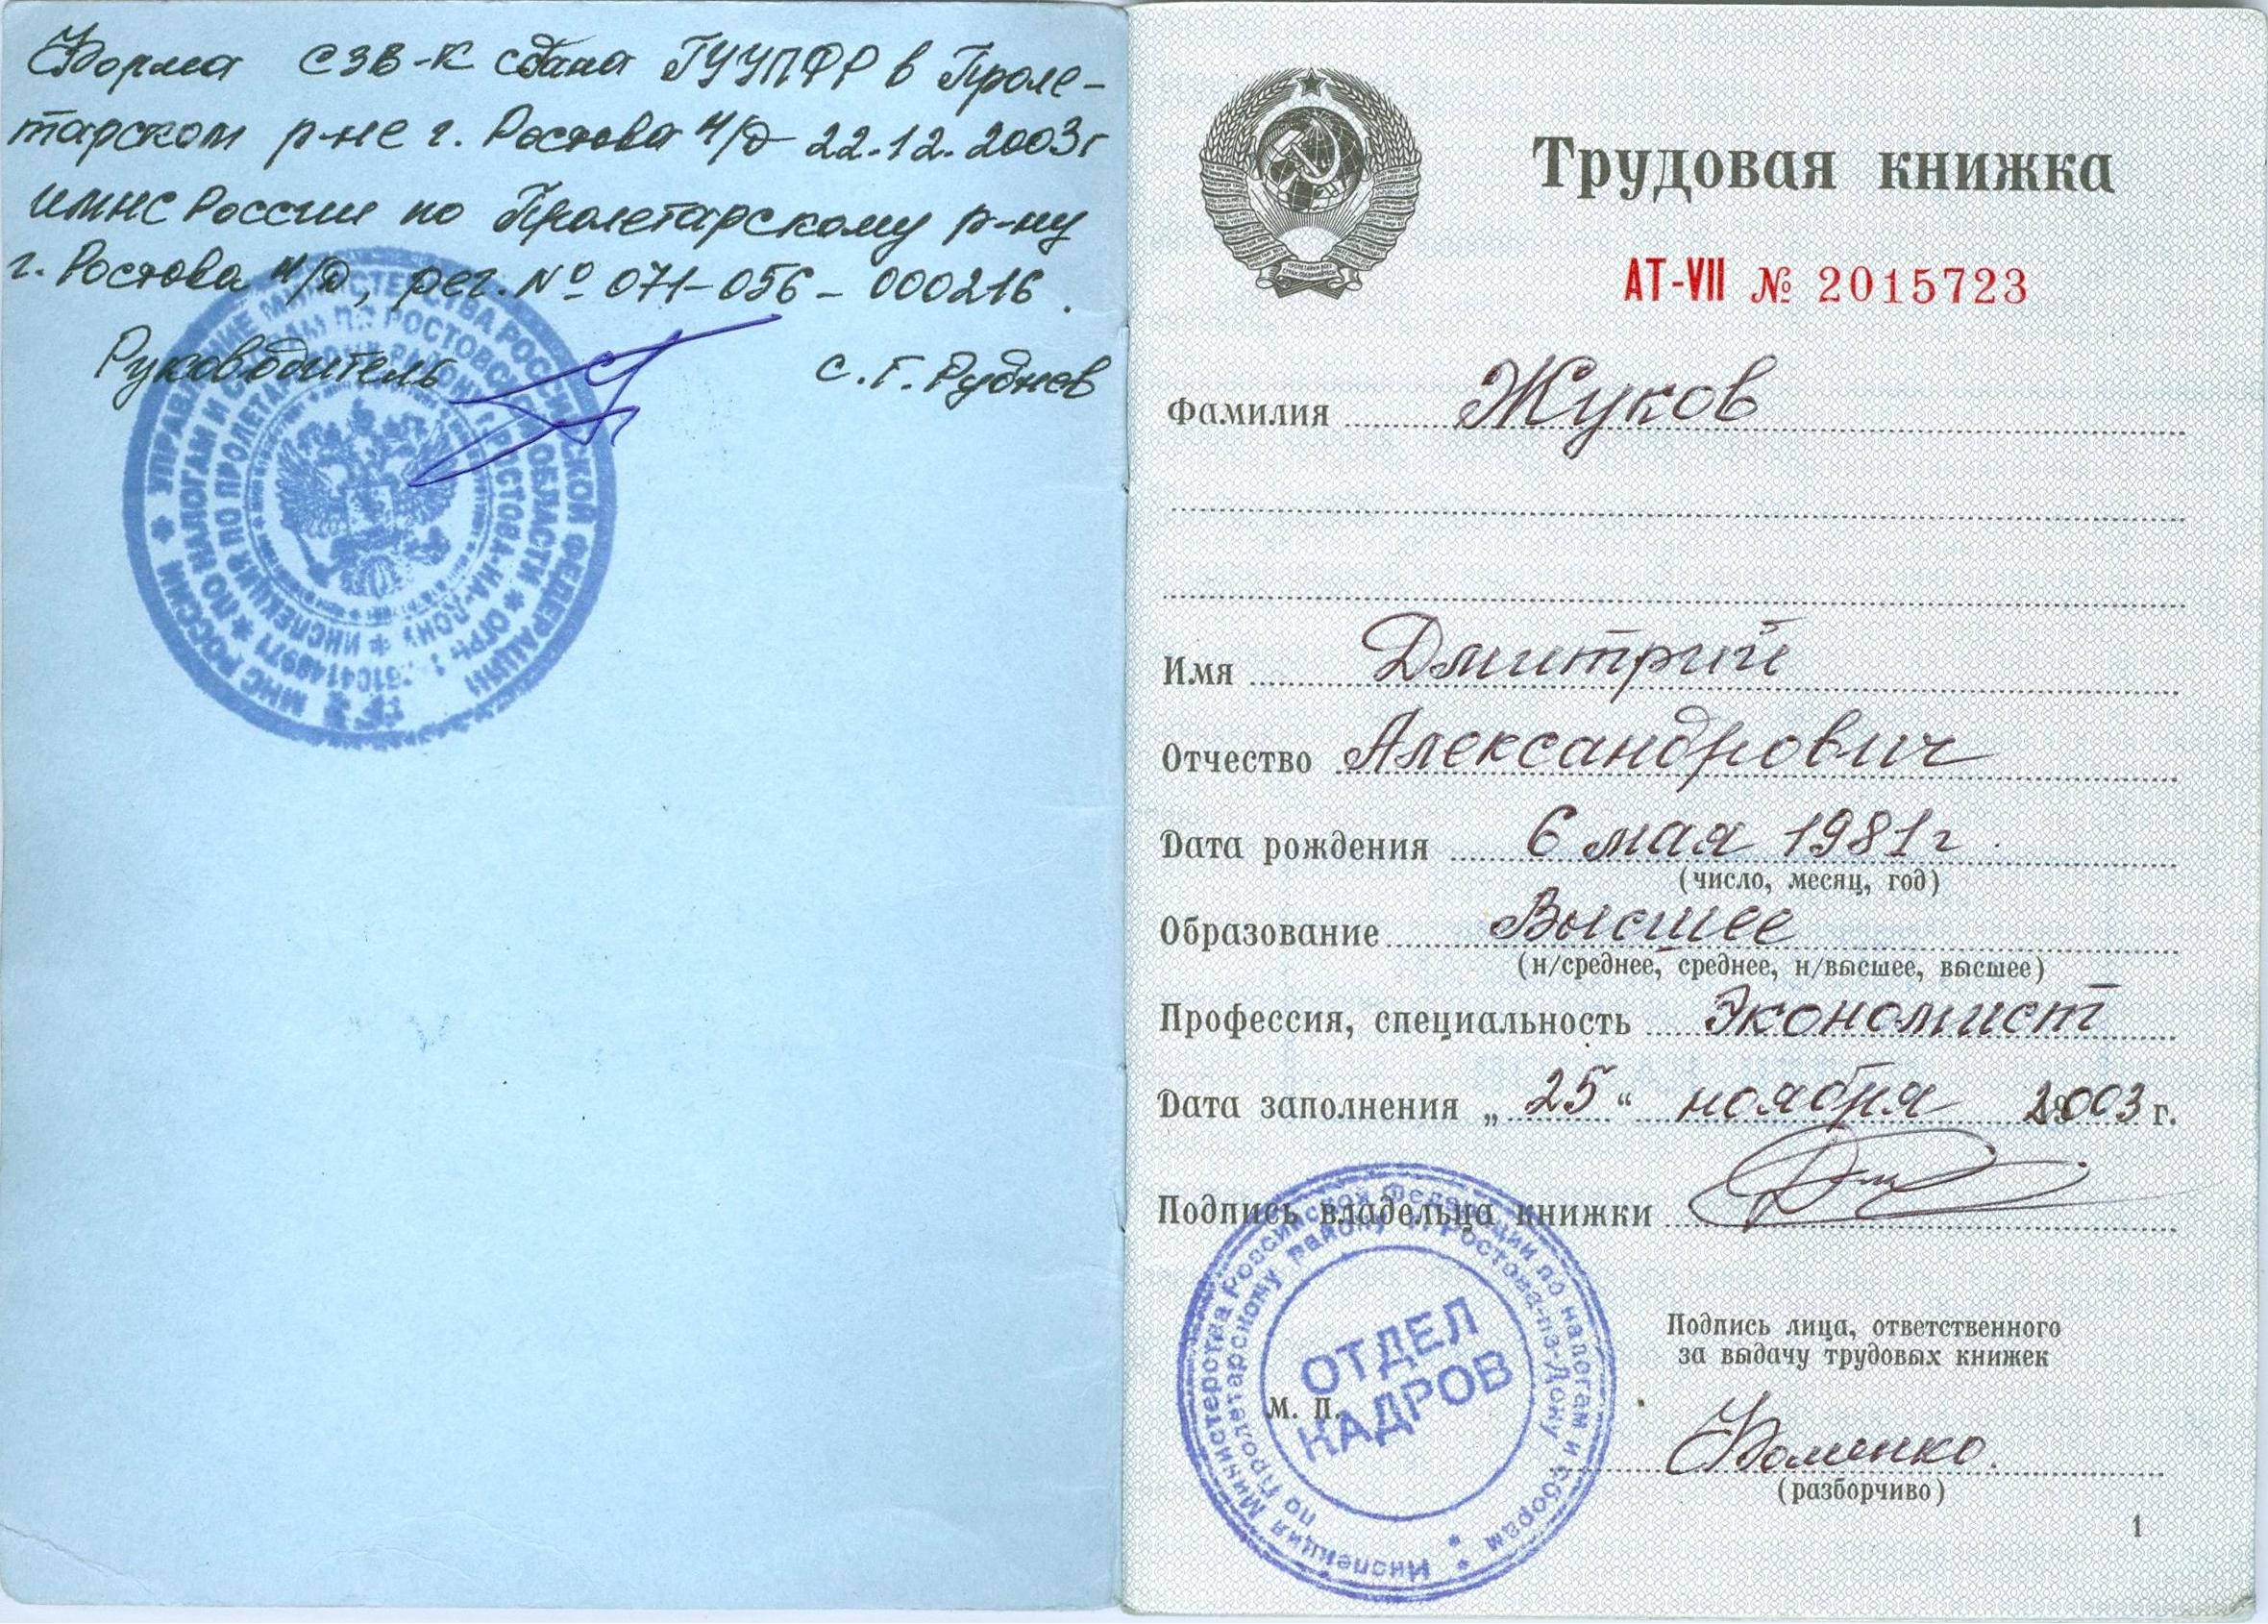 Форма СЗВ-К сдана ГУУПФР в Проле-
тарском р-не г. Ростова н/Д 22.12.2003г
ИМНС России по Пролетарскому р-ну
г. Ростова н/Д, рег. № 071-056-000216.
Руководитель С.Г. Руднев
МНС РОССИИ * УПРАВЛЕНИЕ МИНИСТЕРСТВА РОССИЙСКОЙ ФЕДЕРАЦИИ
* ПО НАЛОГАМ И СБОРАМ ПО РОСТОВСКОЙ ОБЛАСТИ *
ИНСПЕКЦИЯ ПО ПРОЛЕТАРСКОМУ РАЙОНУ Г. РОСТОВА-НА-ДОНУ *
Трудовая книжка
АТ-VII № 2015723
Фамилия Жуков
Имя Дмитрий
Отчество Александрович
Дата рождения 6 мая 1981г.
(число, месяц, год)
Образование Высшее
(н/среднее, среднее, н/высшее, высшее)
Профессия, специальность Экономист
Дата заполнения „25“ ноября 2003 г.
Подпись владельца книжки
Инспекция Министерства Российской Федерации по налогам и сборам
по Пролетарскому району г. Ростова-на-Дону
ОТДЕЛ
КАДРОВ
М. П.
Подпись лица, ответственного
за выдачу трудовых книжек
Фоменко.
(разборчиво)
1